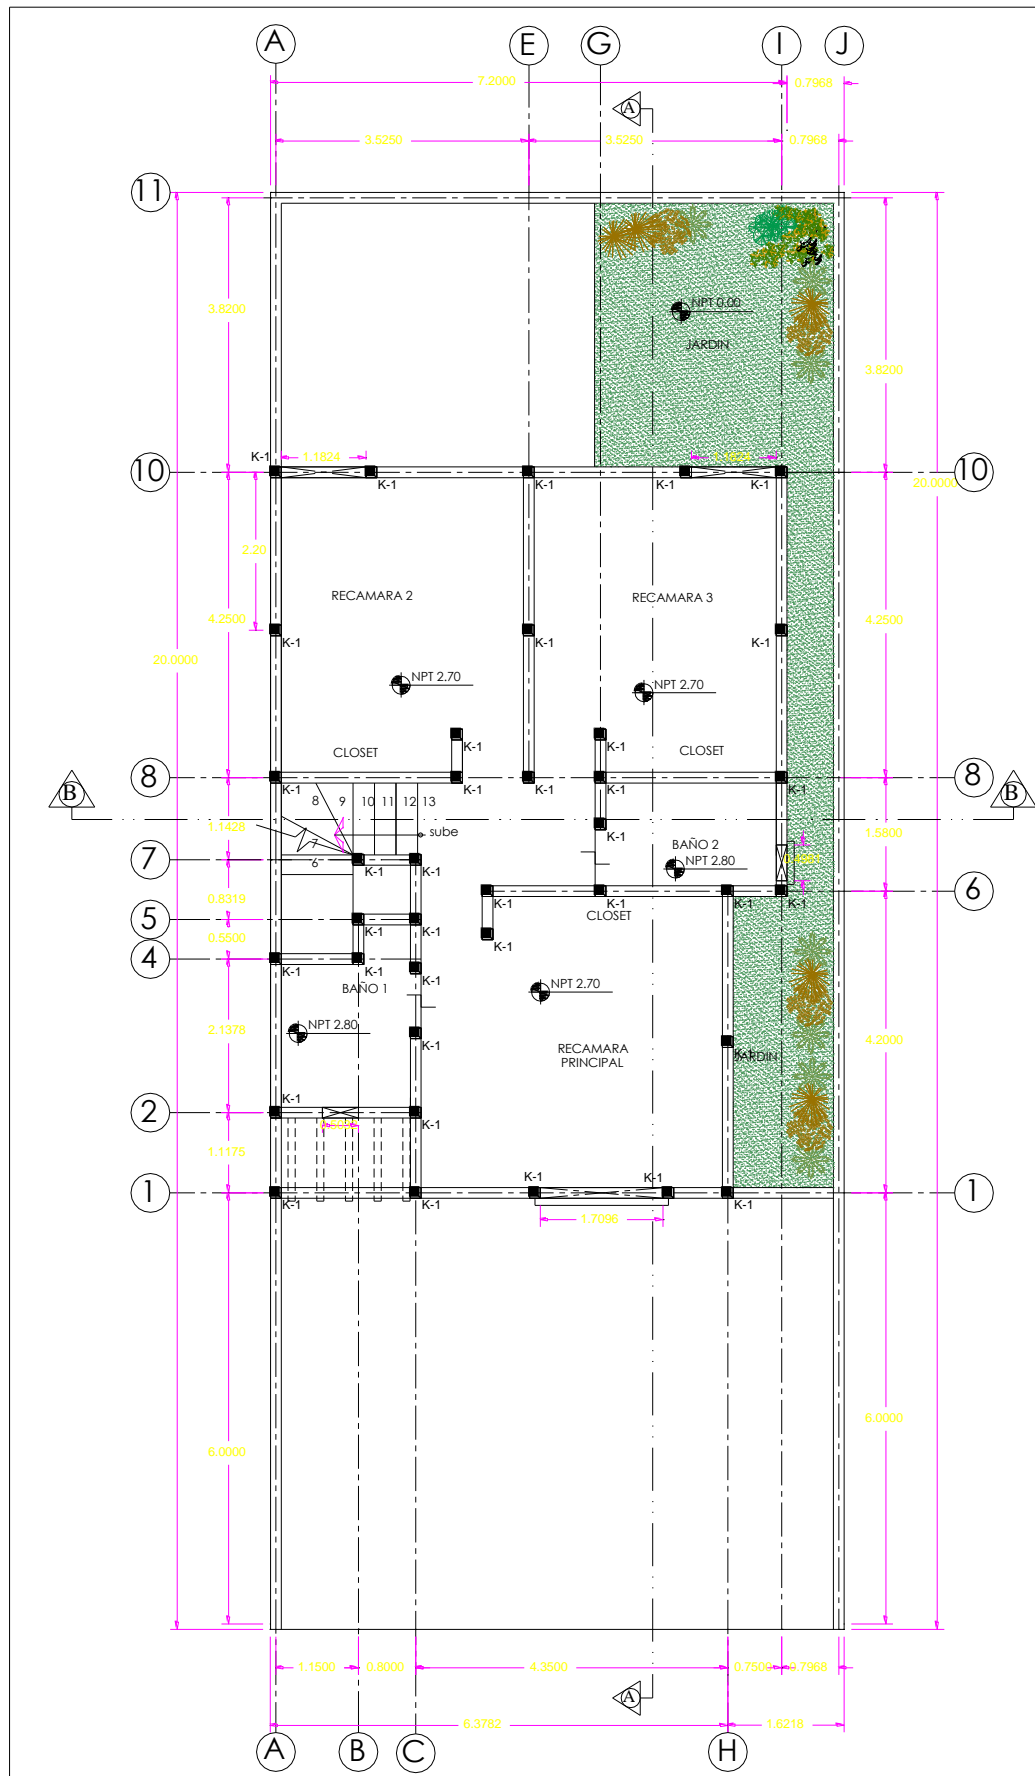 A
E
G
I
J
7.2000
0.7968
A
3.5250
3.5250
0.7968
11
3.8200
NPT 0.00
JARDIN
3.8200
K-1
1.1824
1.1824
10
10
K-1
K-1
K-1
K-1
20.0000
2.20
RECAMARA 2
RECAMARA 3
4.2500
4.2500
K-1
K-1
K-1
20.0000
NPT 2.70
NPT 2.70
K-1
K-1
CLOSET
CLOSET
8
8
K-1
K-1
K-1
K-1
K-1
B
B
8
9
10
11
12
13
sube
1.1428
1.5800
K-1
7
BAÑO 2
NPT 2.80
7
6
K-1
K-1
6
0.8319
K-1
K-1
K-1
K-1
CLOSET
5
K-1
0.5500
K-1
4
K-1
K-1
K-1
BAÑO 1
NPT 2.70
NPT 2.80
2.1378
K-1
RECAMARA
PRINCIPAL
JARDIN
4.2000
K-1
2
K-1
1.1175
K-1
K-1
1
1
K-1
K-1
K-1
1.7096
6.0000
6.0000
1.1500
0.8000
4.3500
0.7500
0.7968
A
6.3782
1.6218
A
B
C
H